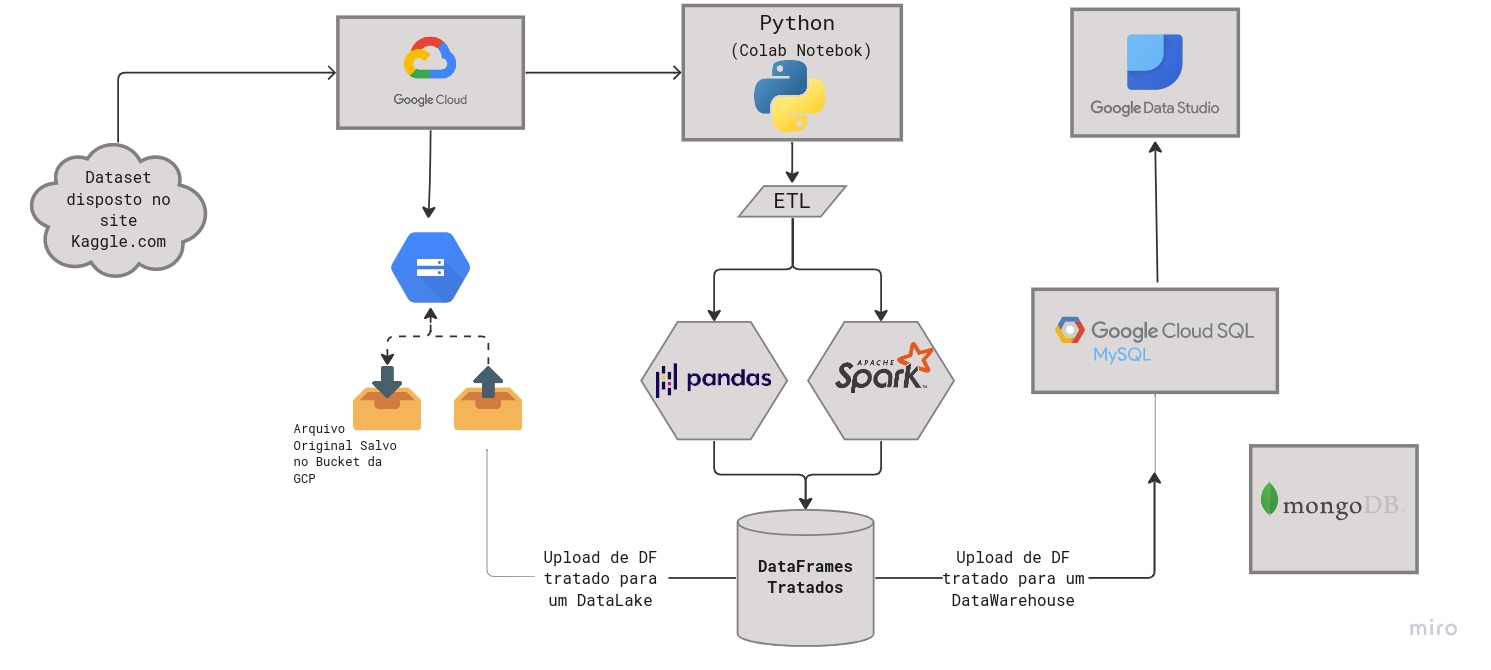 Python
(Colab Notebok)
Google Cloud
Google Data Studio
Dataset
disposto no
site
Kaggle.com
ETL
Google Cloud SQL
MySQL
APACHE
Spark™
pandas
Arquivo
Original Salvo
no Bucket da
GCP
mongoDB.
Upload de DF
tratado para
um DataLake
DataFrames
Tratados
Upload de DF
tratado para um
DataWarehouse
miro